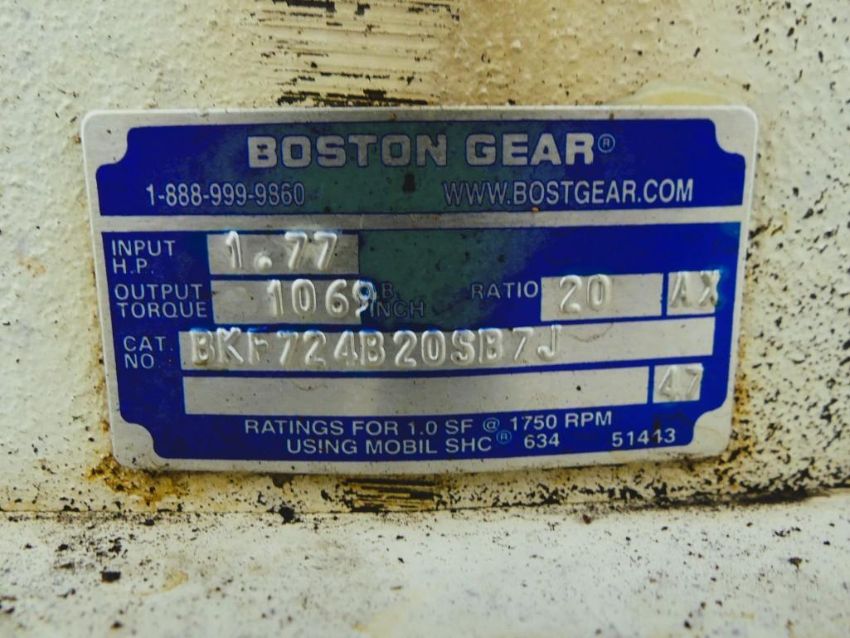 BOSTON GEAR®
1-888-999-9860 WWW.BOSTGEAR.COM
INPUT H.P. 1.77
OUTPUT TORQUE 1069 LB INCH RATIO 20 AX
CAT. NO BKF724B20SB7J
47
RATINGS FOR 1.0 SF @ 1750 RPM
USING MOBIL SHC® 634 51443